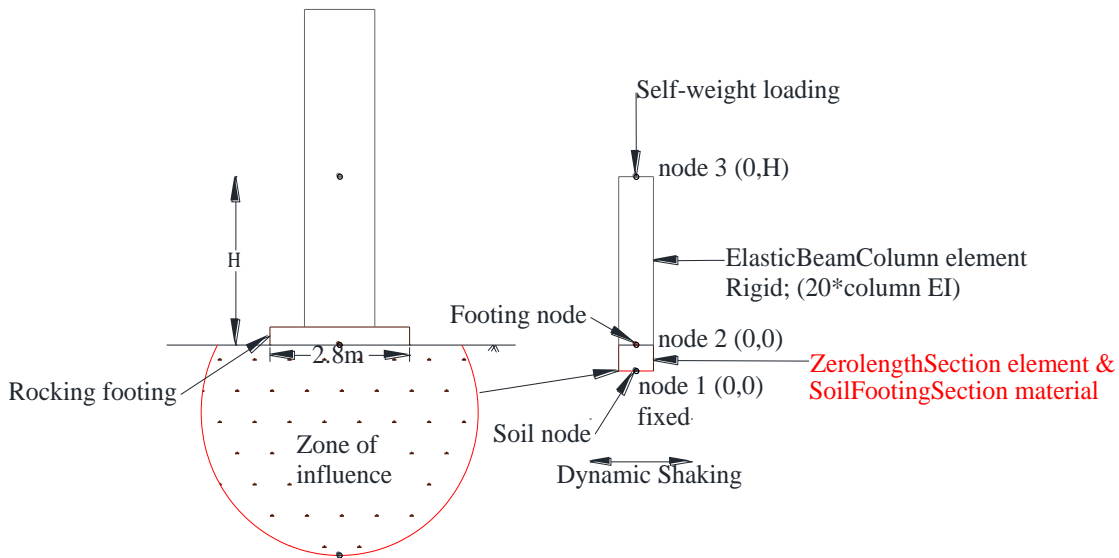 Self-weight loading
node 3 (0,H)
H
ElasticBeamColumn element
Rigid; (20*column EI)
Footing node
node 2 (0,0)
2.8m
ZerolengthSection element &
SoilFootingSection material
Rocking footing
node 1 (0,0)
fixed
Soil node
Zone of
influence
Dynamic Shaking